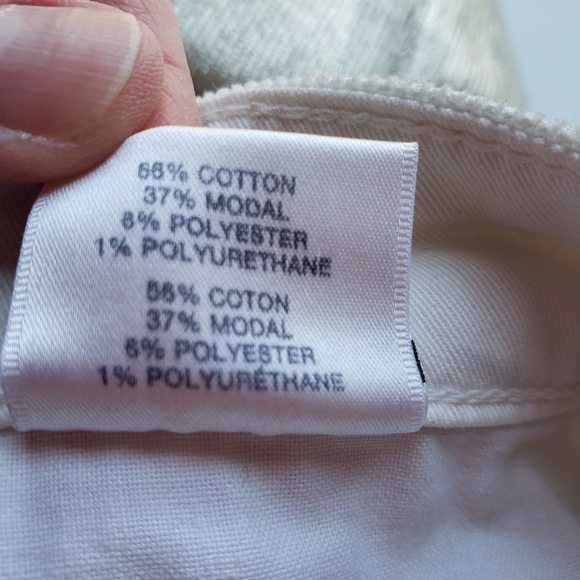 56% COTTON
37% MODAL
6% POLYESTER
1% POLYURETHANE
56% COTON
37% MODAL
6% POLYESTER
1% POLYURÉTHANE